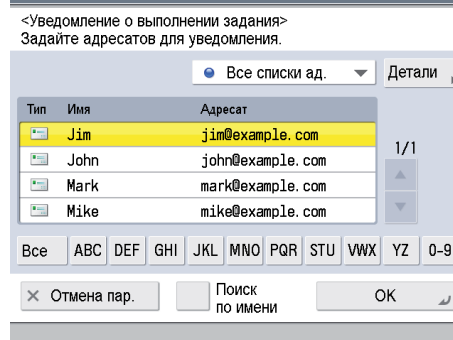 <Уведомление о выполнении задания>
Задайте адресатов для уведомления.
Все списки ад.
Детали
Тип Имя Адресат
Jim jim@example.com
John john@example.com
Mark mark@example.com
Mike mike@example.com
1/1
Все ABC DEF GHI JKL MNO PQR STU VWX YZ 0-9
× Отмена пар.
Поиск
по имени
OK